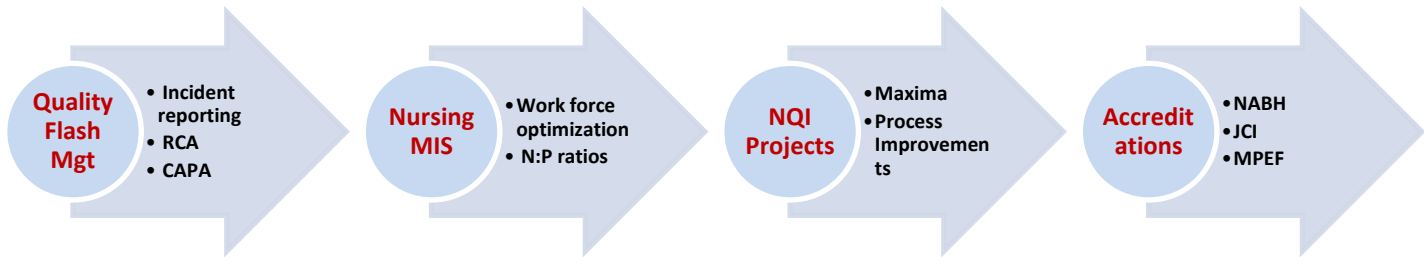 Quality
Flash
Mgt
• Incident
reporting
• RCA
• CAPA
Nursing
MIS
•Work force
optimization
• N:P ratios
NQI
Projects
•Maxima
•Process
Improvemen
ts
Accredit
ations
•NABH
•JCI
•MPEF